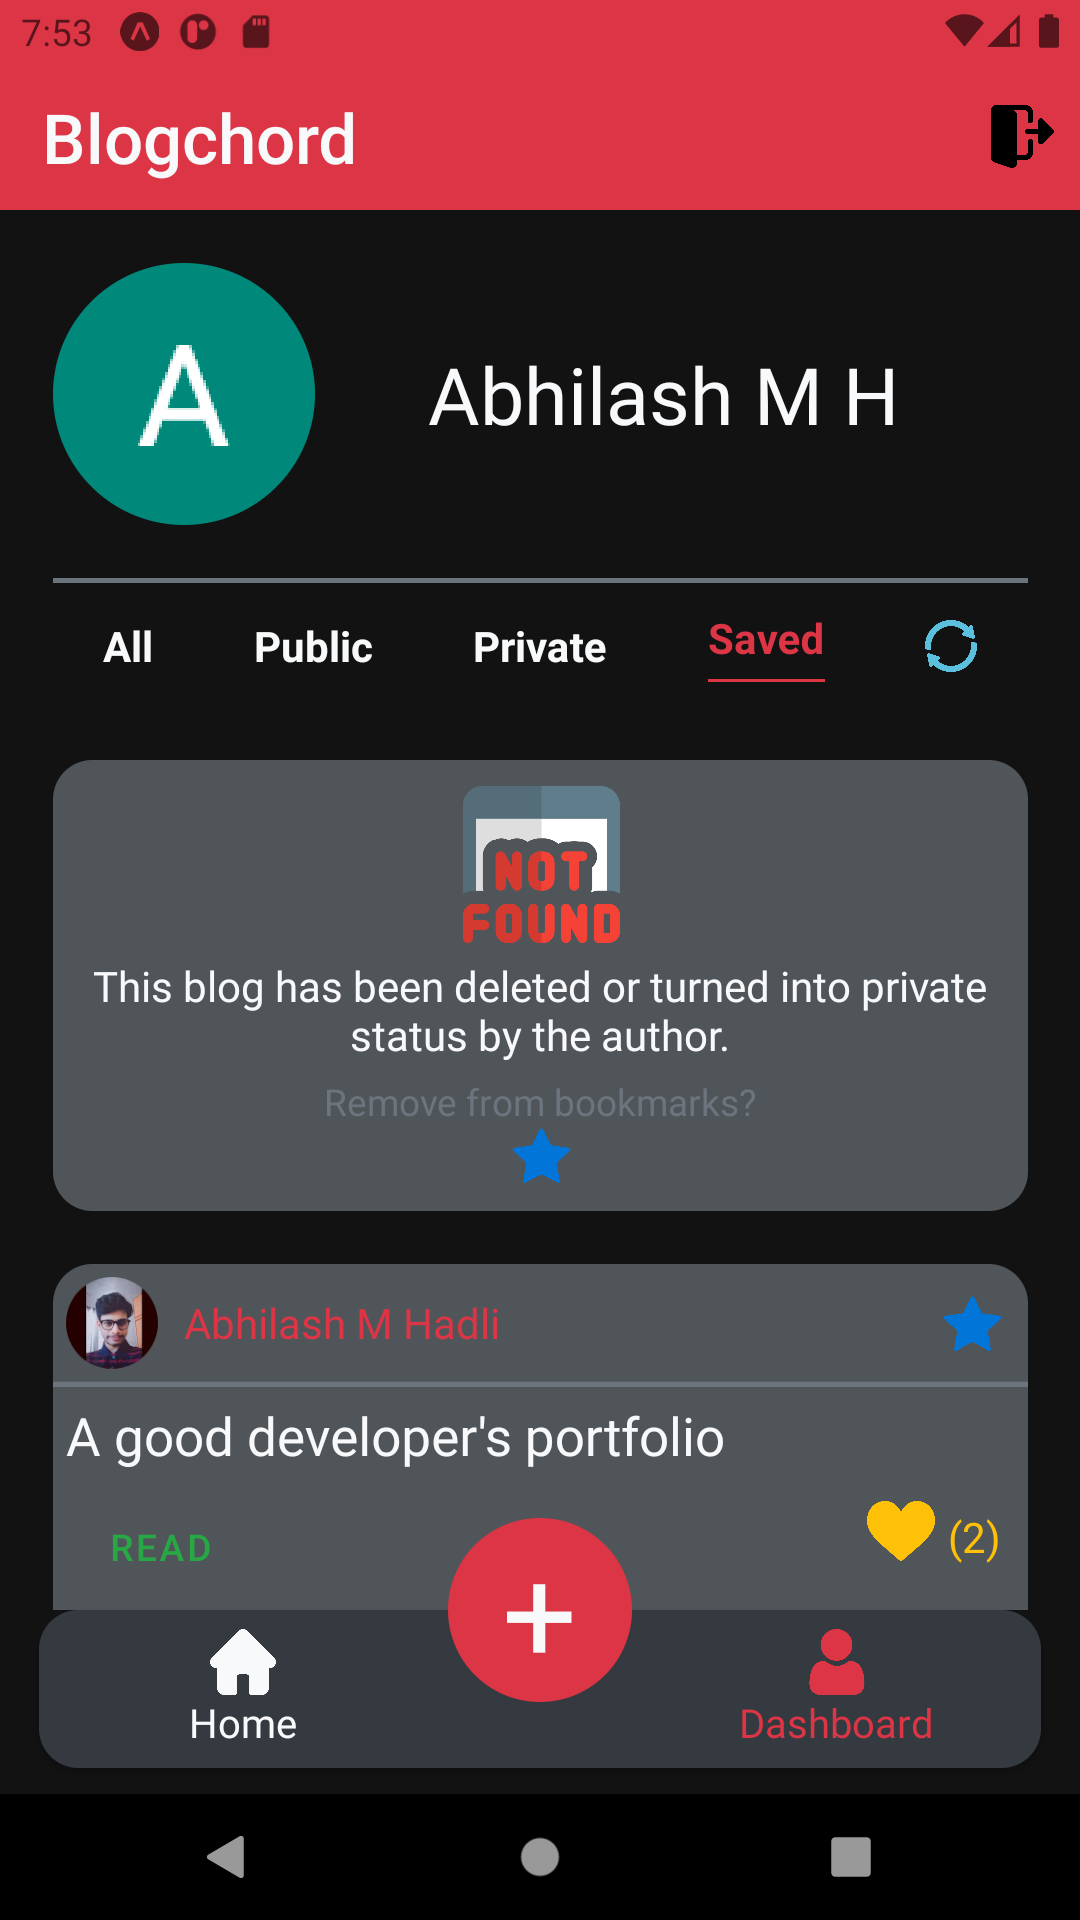 7:53
Blogchord
A
Abhilash M H
All Public Private Saved
NOT
FOUND
This blog has been deleted or turned into private
status by the author.
Remove from bookmarks?
Abhilash M Hadli
A good developer's portfolio
READ (2)
+
Home Dashboard